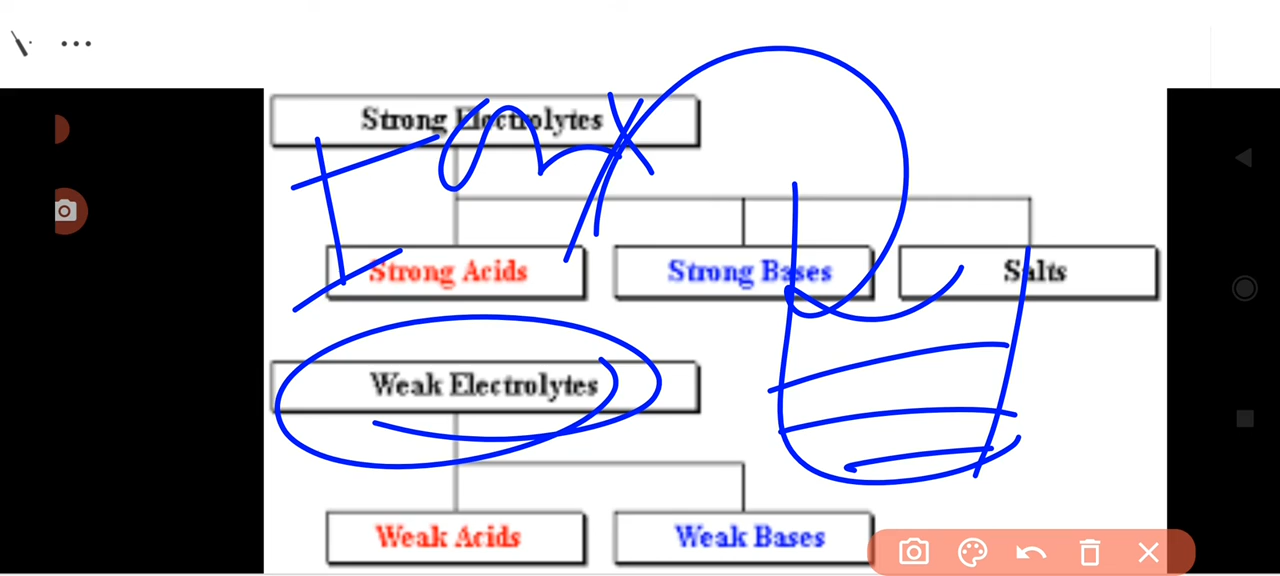 Strong Electrolytes
Strong Acids Strong Bases Salts
Weak Electrolytes
Weak Acids Weak Bases